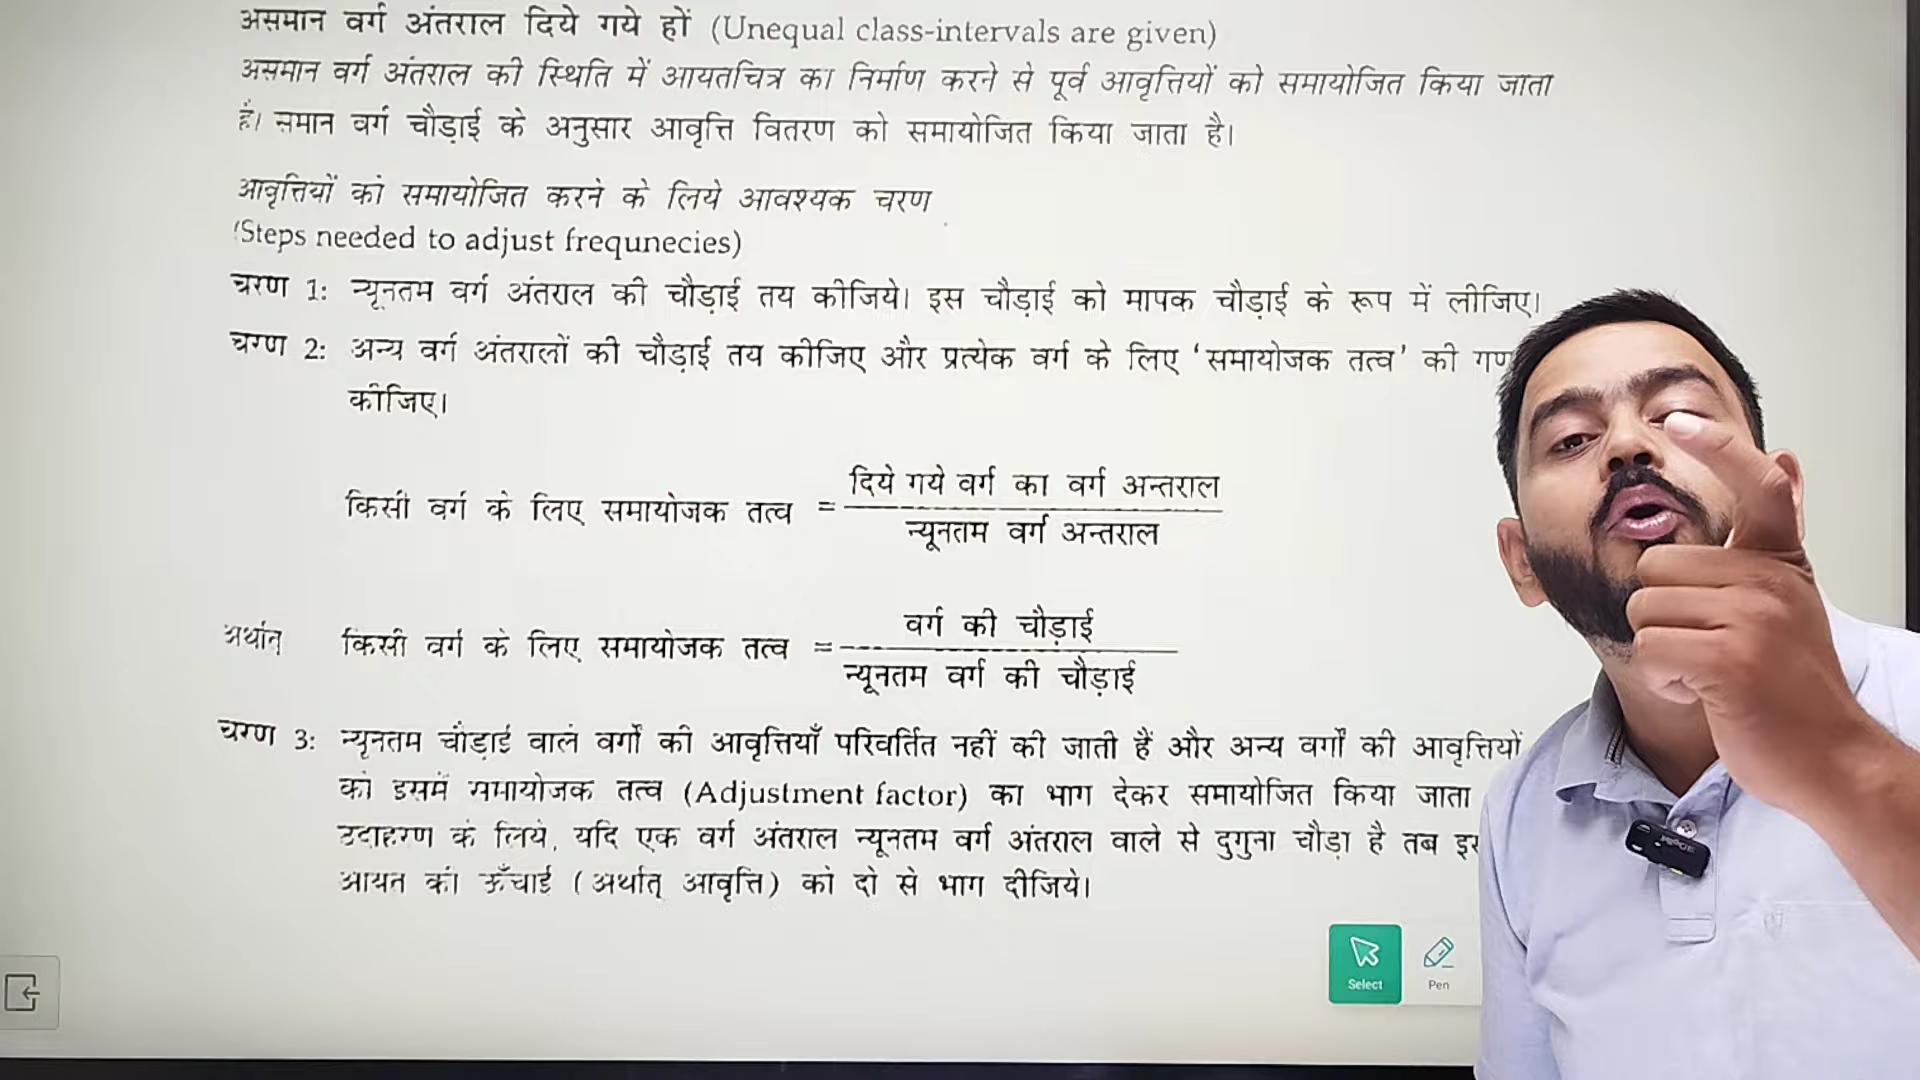 असमान वर्ग अंतराल दिये गये हों (Unequal class-intervals are given)
असमान वर्ग अंतराल की स्थिति में आयतचित्र का निर्माण करने से पूर्व आवृत्तियों को समायोजित किया जाता
है। समान वर्ग चौड़ाई के अनुसार आवृत्ति वितरण को समायोजित किया जाता है।
आवृत्तियों को समायोजित करने के लिये आवश्यक चरण
(Steps needed to adjust frequnecies)
चरण 1: न्यूनतम वर्ग अंतराल की चौड़ाई तय कीजिये। इस चौड़ाई को मापक चौड़ाई के रूप में लीजिए।
चरण 2: अन्य वर्ग अंतरालों की चौड़ाई तय कीजिए और प्रत्येक वर्ग के लिए ‘समायोजक तत्व’ की
कीजिए।
दिये गये वर्ग का वर्ग अन्तराल
किसी वर्ग के लिए समायोजक तत्व =
न्यूनतम वर्ग अन्तराल
वर्ग की चौड़ाई
अर्थात् किसी वर्ग के लिए समायोजक तत्व =
न्यूनतम वर्ग की चौड़ाई
चरण 3: न्यूनतम चौड़ाई वाले वर्गों की आवृत्तियाँ परिवर्तित नहीं की जाती हैं और अन्य वर्गों की आवृत्तियों
को इसमें समायोजक तत्व (Adjustment factor) का भाग देकर समायोजित किया जाता
उदाहरण के लिये, यदि एक वर्ग अंतराल न्यूनतम वर्ग अंतराल वाले से दुगुना चौड़ा है तब
आयत की ऊँचाई (अर्थात् आवृत्ति) को दो से भाग दीजिये।
Select Pen